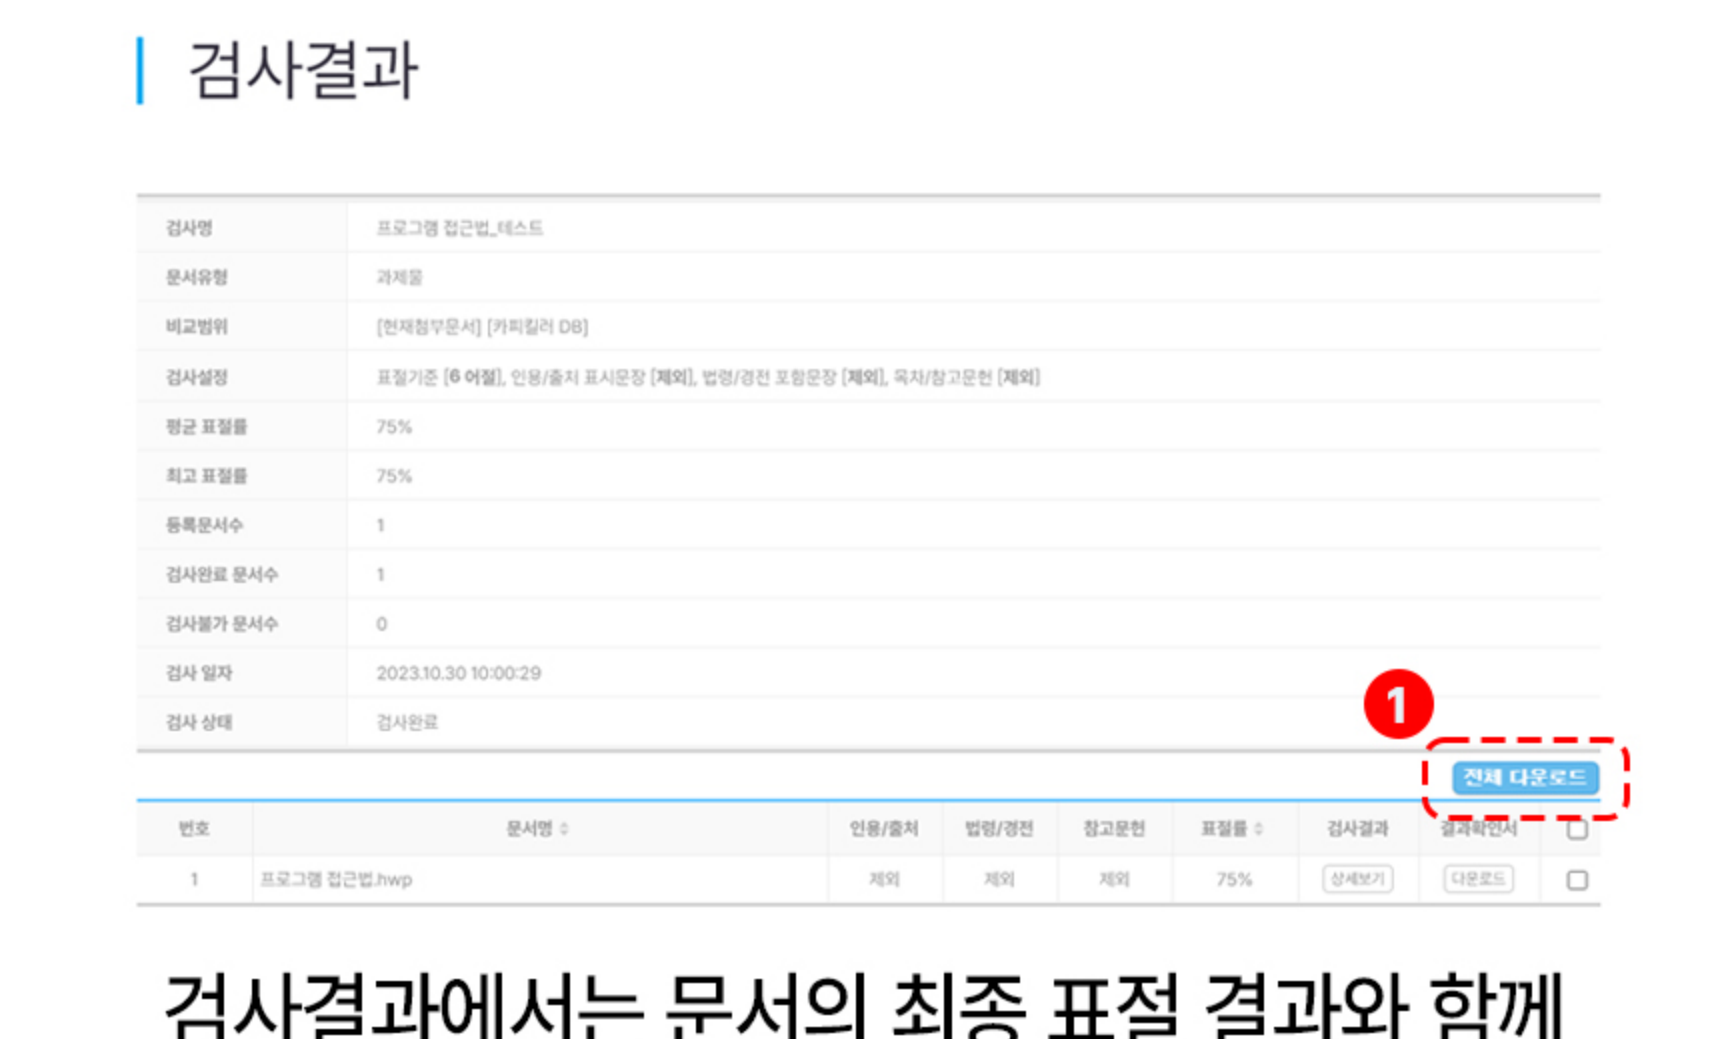 검사결과
검사명 프로그램 접근법_테스트
문서유형 과제물
비교범위 [현재첨부문서] [카피킬러 DB]
검사설정 표절기준 [6 어절], 인용/출처 표시문장 [제외], 법령/경전 포함문장 [제외], 목차/참고문헌 [제외]
평균 표절률 75%
최고 표절률 75%
등록문서수 1
검사완료 문서수 1
검사불가 문서수 0
검사 일자 2023.10.30 10:00:29
검사 상태 검사완료
1
전체 다운로드
번호 문서명 인용/출처 법령/경전 참고문헌 표절률 검사결과 결과확인서
1 프로그램 접근법.hwp 제외 제외 제외 75% 상세보기 다운로드
검사결과에서는 문서의 최종 표절 결과와 함께